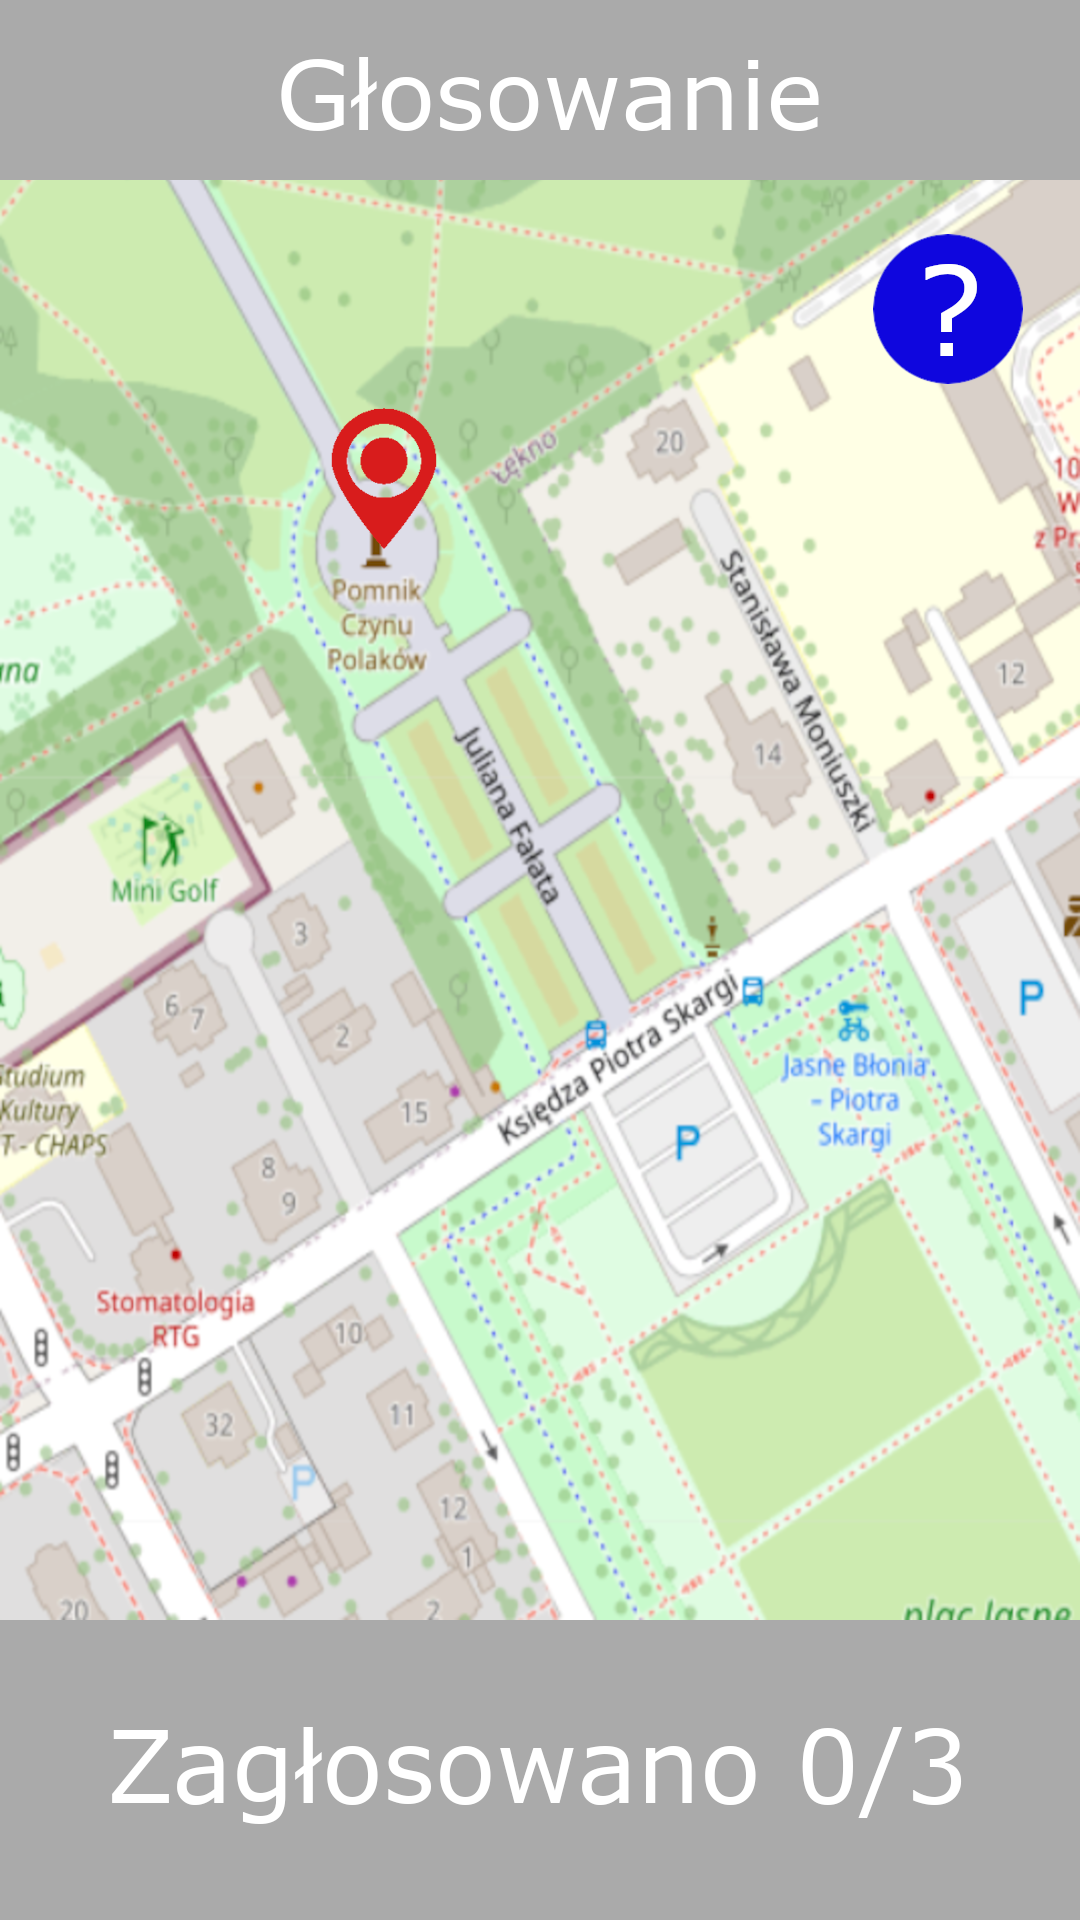 Głosowanie
?
Łękno
20
10
W
z Pr
Stanisława Moniuszki
Pomnik
Czynu
Polaków
ana
12
14
Juliana Fałata
Mini Golf
3
6
7
2
P
Księdza Piotra Skargi
Jasne Błonia
– Piotra
Skargi
Studium
Kultury
T - CHAPS
15
P
8
9
Stomatologia
RTG
10
11
32
P
12
1
20
2
plac Jasne
Zagłosowano 0/3